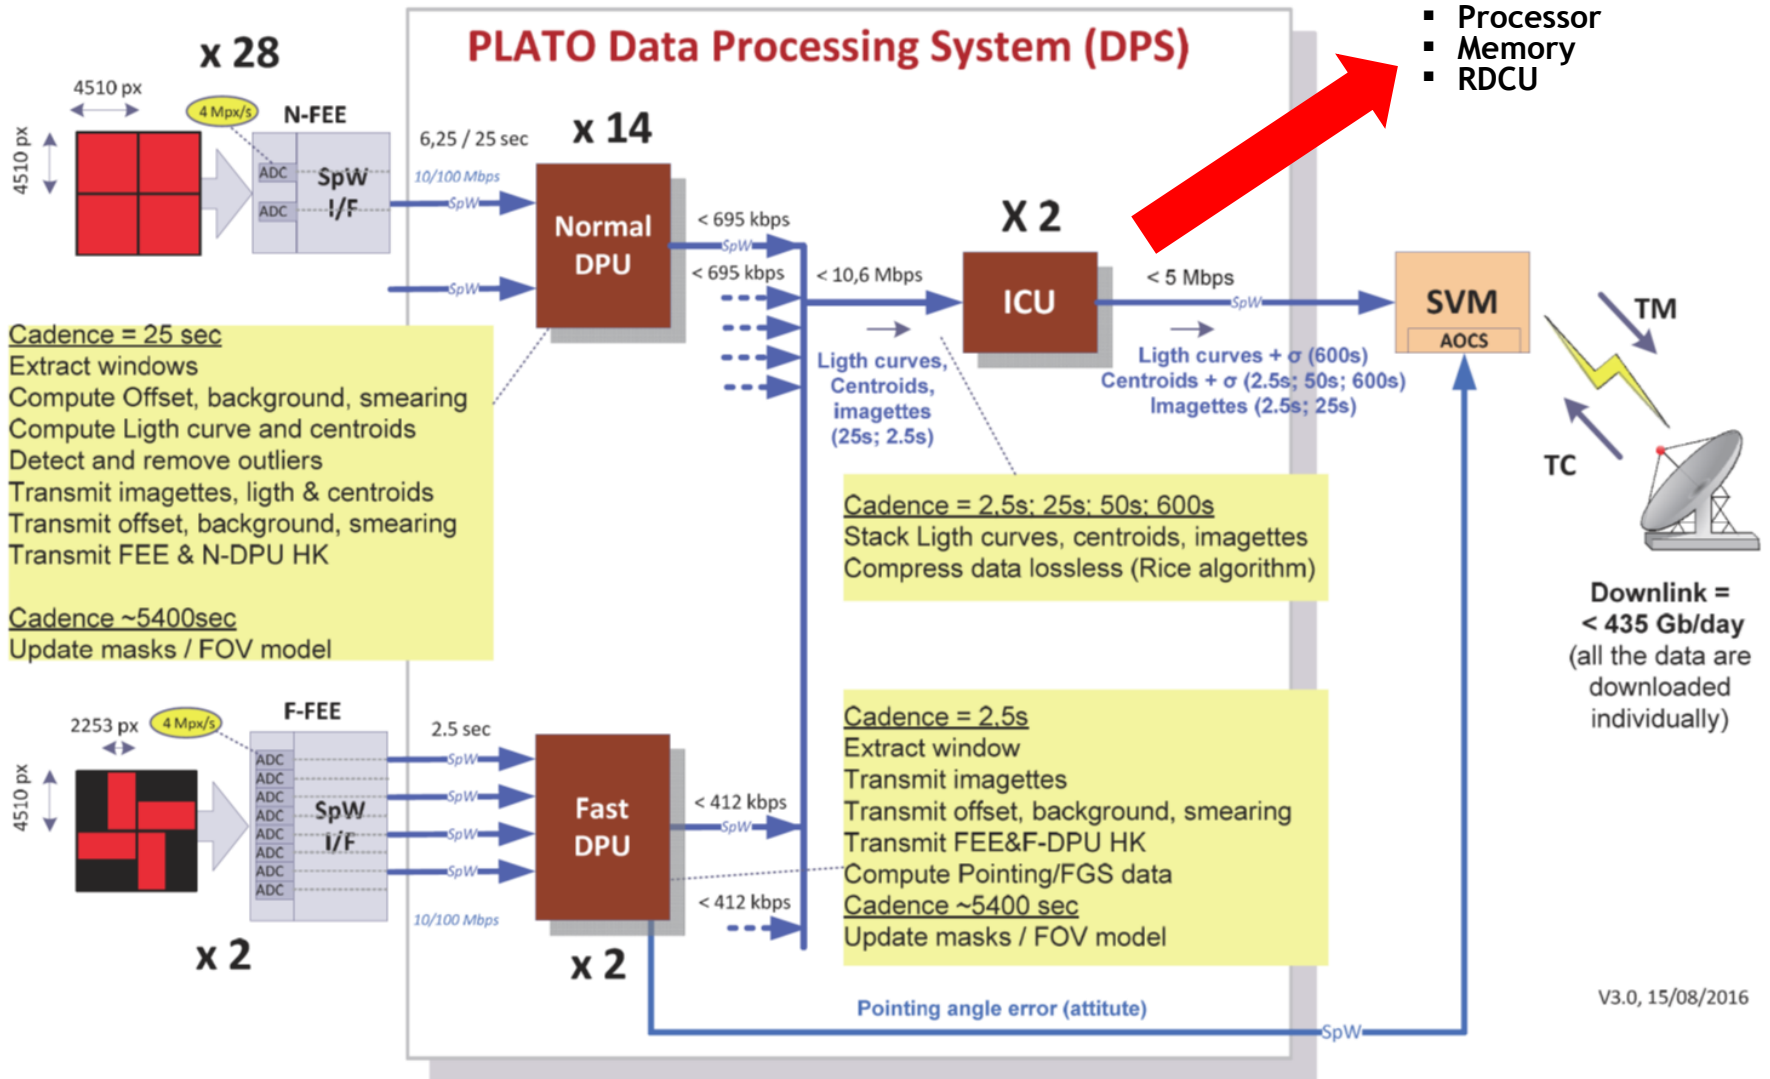 PLATO Data Processing System (DPS)
▪ Processor
▪ Memory
▪ RDCU
x 28
4510 px
4510 px
4 Mpx/s
N-FEE
ADC
ADC
SpW
I/F
6,25 / 25 sec
10/100 Mbps
SpW
SpW
x 14
Normal
DPU
< 695 kbps
SpW
< 695 kbps
< 10,6 Mbps
Ligth curves,
Centroids,
imagettes
(25s; 2.5s)
X 2
ICU
< 5 Mbps
SpW
Ligth curves + σ (600s)
Centroids + σ (2.5s; 50s; 600s)
Imagettes (2.5s; 25s)
SVM
AOCS
TM
TC
Downlink =
< 435 Gb/day
(all the data are
downloaded
individually)
Cadence = 25 sec
Extract windows
Compute Offset, background, smearing
Compute Ligth curve and centroids
Detect and remove outliers
Transmit imagettes, ligth & centroids
Transmit offset, background, smearing
Transmit FEE & N-DPU HK
Cadence ~5400sec
Update masks / FOV model
Cadence = 2,5s; 25s; 50s; 600s
Stack Ligth curves, centroids, imagettes
Compress data lossless (Rice algorithm)
2253 px
4510 px
4 Mpx/s
F-FEE
ADC
ADC
ADC
ADC
ADC
ADC
ADC
ADC
SpW
I/F
x 2
2.5 sec
SpW
SpW
SpW
SpW
10/100 Mbps
Fast
DPU
x 2
< 412 kbps
SpW
< 412 kbps
Cadence = 2,5s
Extract window
Transmit imagettes
Transmit offset, background, smearing
Transmit FEE&F-DPU HK
Compute Pointing/FGS data
Cadence ~5400 sec
Update masks / FOV model
Pointing angle error (attitute)
SpW
V3.0, 15/08/2016